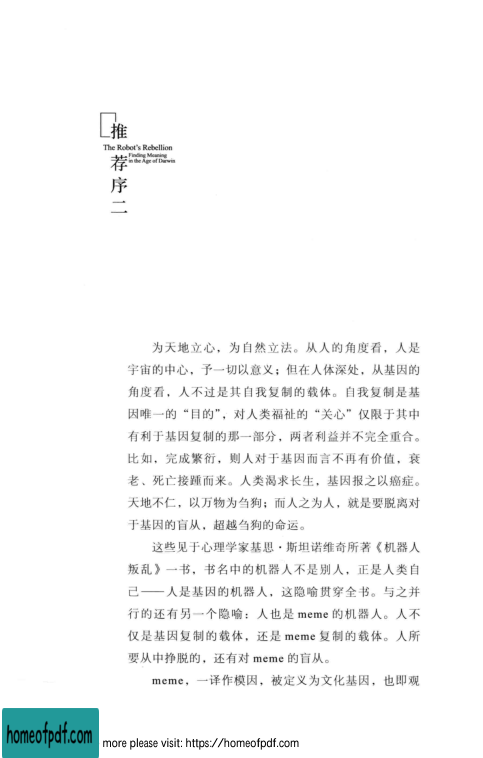 推
The Robot's Rebellion
Finding Meaning
in the Age of Darwin
荐
序
二
为天地立心，为自然立法。从人的角度看，人是
宇宙的中心，予一切以意义；但在人体深处，从基因的
角度看，人不过是其自我复制的载体。自我复制是基
因唯一的“目的”，对人类福祉的“关心”仅限于其中
有利于基因复制的那一部分，两者利益并不完全重合。
比如，完成繁衍，则人对于基因而言不再有价值，衰
老、死亡接踵而来。人类渴求长生，基因报之以癌症。
天地不仁，以万物为刍狗；而人之为人，就是要脱离对
于基因的盲从，超越刍狗的命运。
这些见于心理学家基思·斯坦诺维奇所著《机器人
叛乱》一书，书名中的机器人不是别人，正是人类自
己——人是基因的机器人，这隐喻贯穿全书。与之并
行的还有另一个隐喻：人也是 meme 的机器人。人不
仅是基因复制的载体，还是 meme 复制的载体。人所
要从中挣脱的，还有对 meme 的盲从。
meme，一译作模因，被定义为文化基因，也即观
homeofpdf.com
more please visit: https://homeofpdf.com